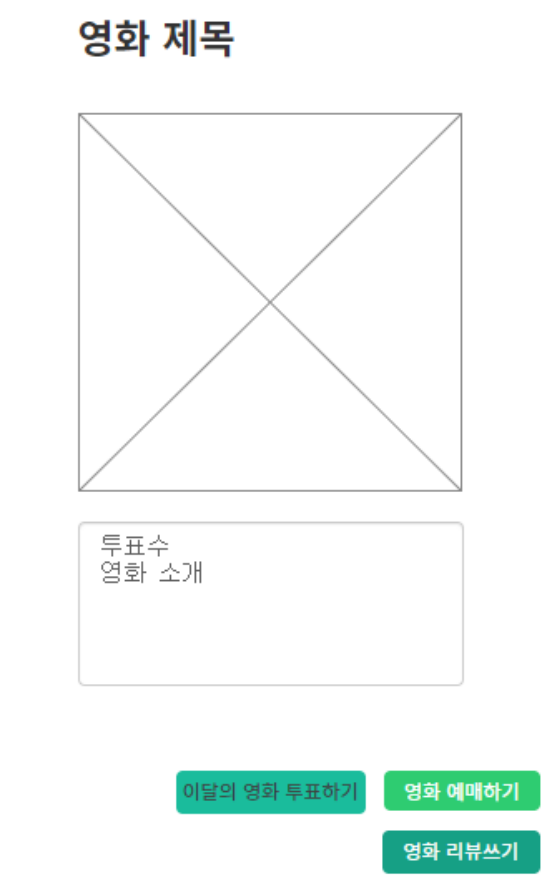 영화 제목
투표수
영화 소개
이달의 영화 투표하기
영화 예매하기
영화 리뷰쓰기